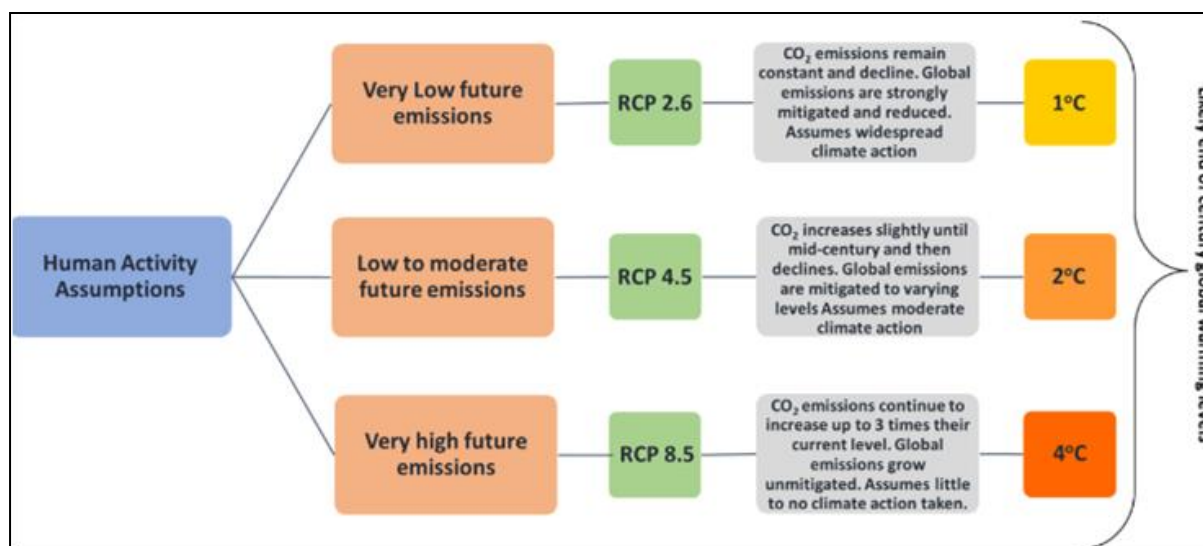 Human Activity
Assumptions
Very Low future
emissions
RCP 2.6
CO₂ emissions remain
constant and decline. Global
emissions are strongly
mitigated and reduced.
Assumes widespread
climate action
1°C
Low to moderate
future emissions
RCP 4.5
CO₂ increases slightly until
mid-century and then
declines. Global emissions
are mitigated to varying
levels Assumes moderate
climate action
2°C
Very high future
emissions
RCP 8.5
CO₂ emissions continue to
increase up to 3 times their
current level. Global
emissions grow
unmitigated. Assumes little
to no climate action taken.
4°C